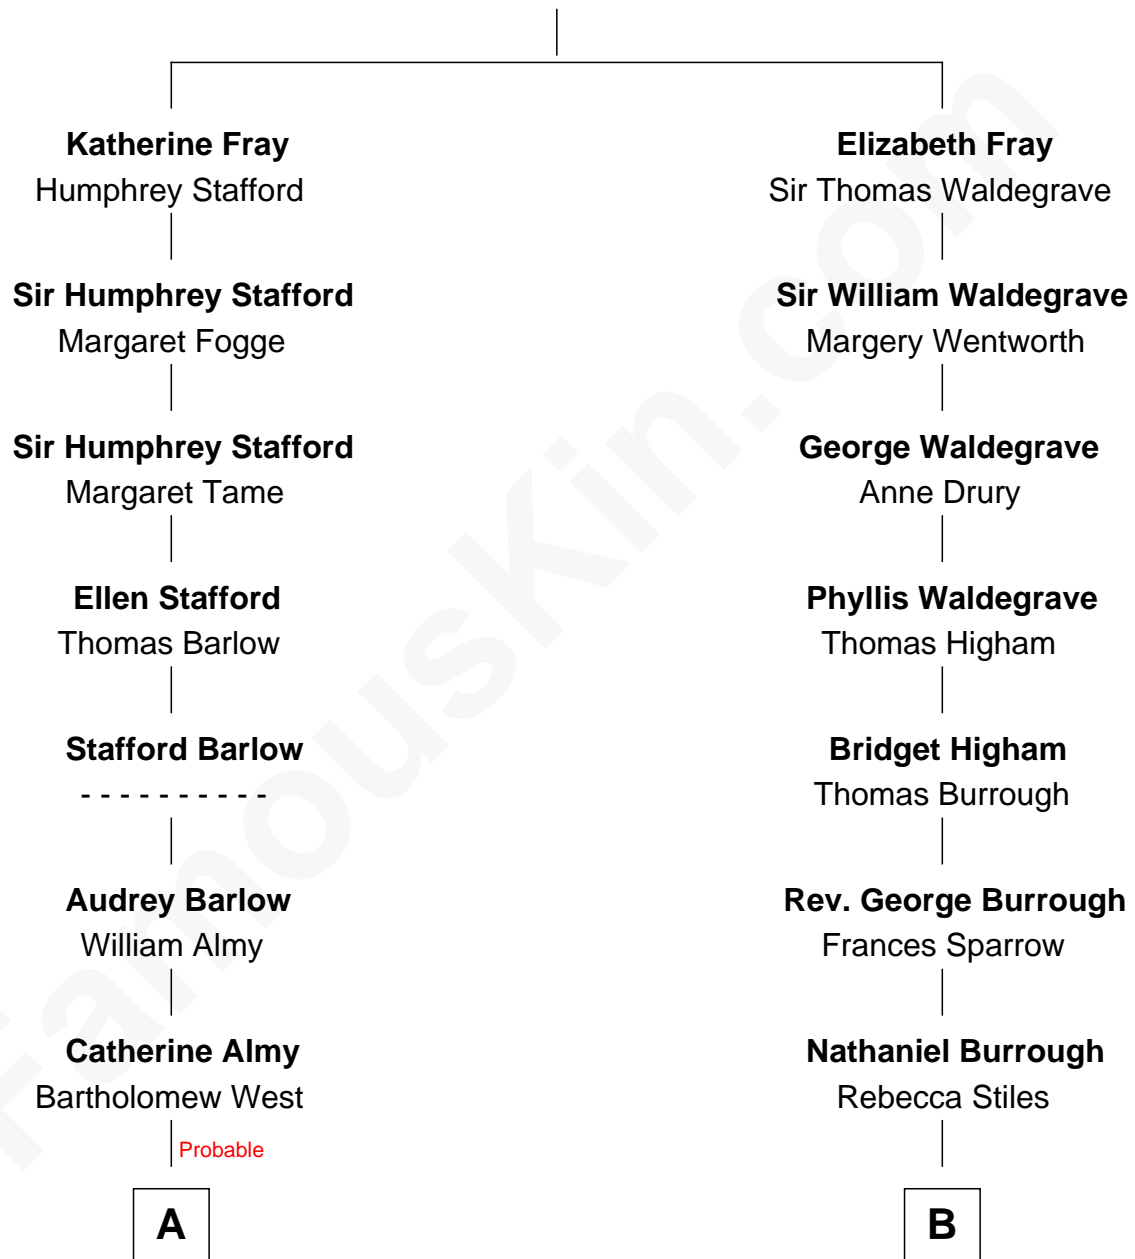 Katherine Fray
Humphrey Stafford
Sir Humphrey Stafford
Margaret Fogge
Sir Humphrey Stafford
Margaret Tame
Ellen Stafford
Thomas Barlow
Stafford Barlow
- - - - - - - - - -
Audrey Barlow
William Almy
Catherine Almy
Bartholomew West
Probable
A
Elizabeth Fray
Sir Thomas Waldegrave
Sir William Waldegrave
Margery Wentworth
George Waldegrave
Anne Drury
Phyllis Waldegrave
Thomas Higham
Bridget Higham
Thomas Burrough
Rev. George Burrough
Frances Sparrow
Nathaniel Burrough
Rebecca Stiles
B
FamousKin.com